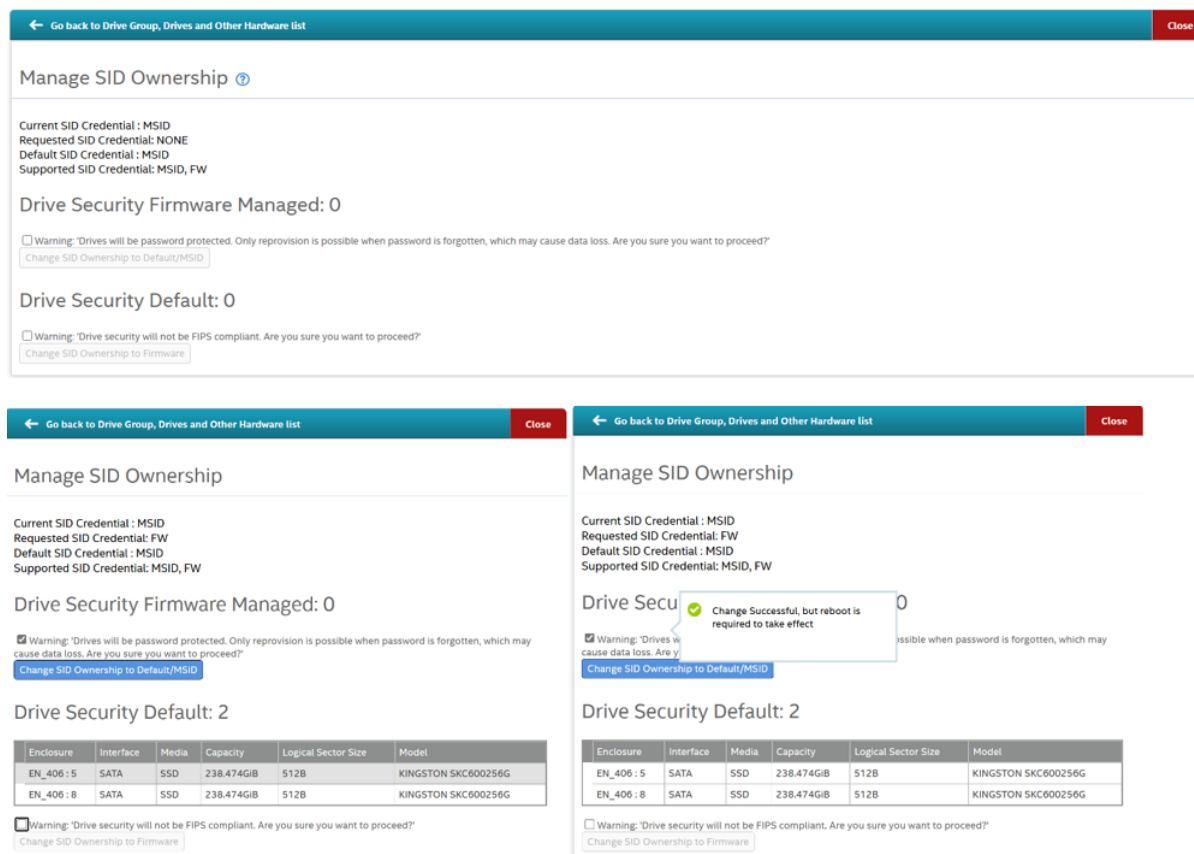 Go back to Drive Group, Drives and Other Hardware list
Close
Manage SID Ownership ?
Current SID Credential : MSID
Requested SID Credential: NONE
Default SID Credential : MSID
Supported SID Credential: MSID, FW
Drive Security Firmware Managed: 0
Warning: 'Drives will be password protected. Only reprovision is possible when password is forgotten, which may cause data loss. Are you sure you want to proceed?'
Change SID Ownership to Default/MSID
Drive Security Default: 0
Warning: 'Drive security will not be FIPS compliant. Are you sure you want to proceed?'
Change SID Ownership to Firmware
Go back to Drive Group, Drives and Other Hardware list
Close
Manage SID Ownership
Current SID Credential : MSID
Requested SID Credential: FW
Default SID Credential : MSID
Supported SID Credential: MSID, FW
Drive Security Firmware Managed: 0
Warning: 'Drives will be password protected. Only reprovision is possible when password is forgotten, which may
cause data loss. Are you sure you want to proceed?'
Change SID Ownership to Default/MSID
Drive Security Default: 2
Enclosure Interface Media Capacity Logical Sector Size Model
EN_406 : 5 SATA SSD 238.474GiB 512B KINGSTON SKC600256G
EN_406 : 8 SATA SSD 238.474GiB 512B KINGSTON SKC600256G
Warning: 'Drive security will not be FIPS compliant. Are you sure you want to proceed?'
Change SID Ownership to Firmware
Go back to Drive Group, Drives and Other Hardware list
Close
Manage SID Ownership
Current SID Credential : MSID
Requested SID Credential: FW
Default SID Credential : MSID
Supported SID Credential: MSID, FW
Drive Secu 0
Change Successful, but reboot is
required to take effect
Warning: 'Drives w ssible when password is forgotten, which may
cause data loss. Are y
Change SID Ownership to Default/MSID
Drive Security Default: 2
Enclosure Interface Media Capacity Logical Sector Size Model
EN_406 : 5 SATA SSD 238.474GiB 512B KINGSTON SKC600256G
EN_406 : 8 SATA SSD 238.474GiB 512B KINGSTON SKC600256G
Warning: 'Drive security will not be FIPS compliant. Are you sure you want to proceed?'
Change SID Ownership to Firmware